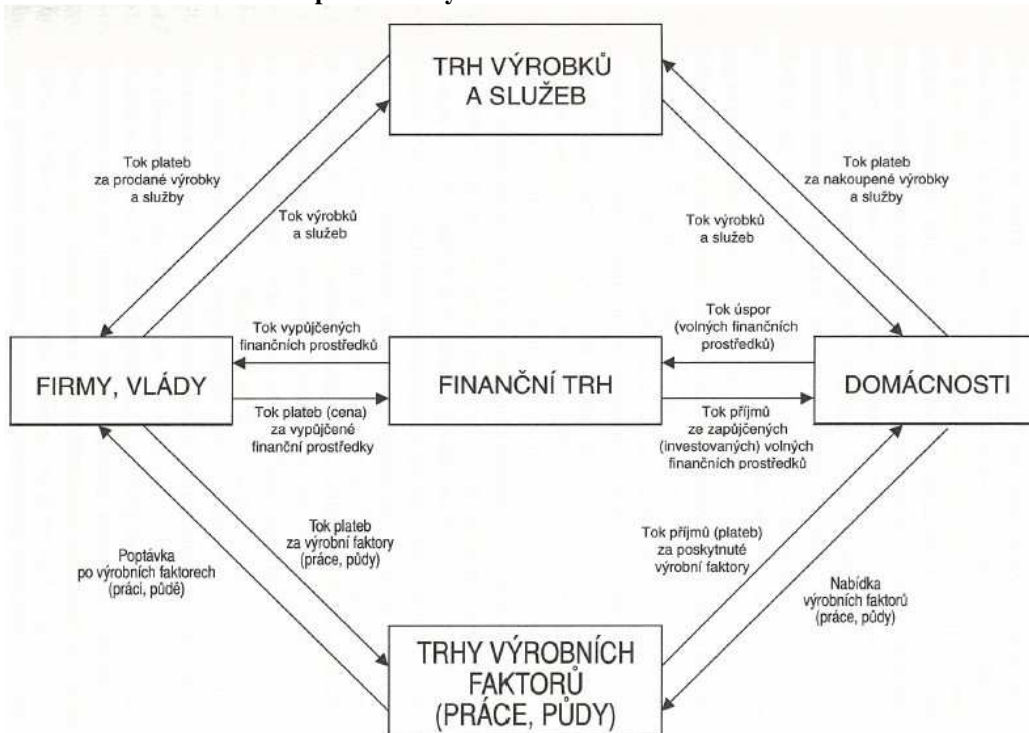 TRH VÝROBKŮ
A SLUŽEB
Tok plateb
za prodané výrobky
a služby
Tok výrobků
a služeb
Tok plateb
za nakoupené výrobky
a služby
Tok výrobků
a služeb
Tok vypůjčených
finančních prostředků
Tok úspor
(volných finančních
prostředků)
FIRMY, VLÁDY
FINANČNÍ TRH
DOMÁCNOSTI
Tok plateb (cena)
za vypůjčené
finanční prostředky
Tok příjmů
ze zapůjčených
(investovaných) volných
finančních prostředků
Poptávka
po výrobních faktorech
(práci, půdě)
Tok plateb
za výrobní faktory
(práce, půdy)
Tok příjmů (plateb)
za poskytnuté
výrobní faktory
Nabídka
výrobních faktorů
(práce, půdy)
TRHY VÝROBNÍCH
FAKTORŮ
(PRÁCE, PŮDY)